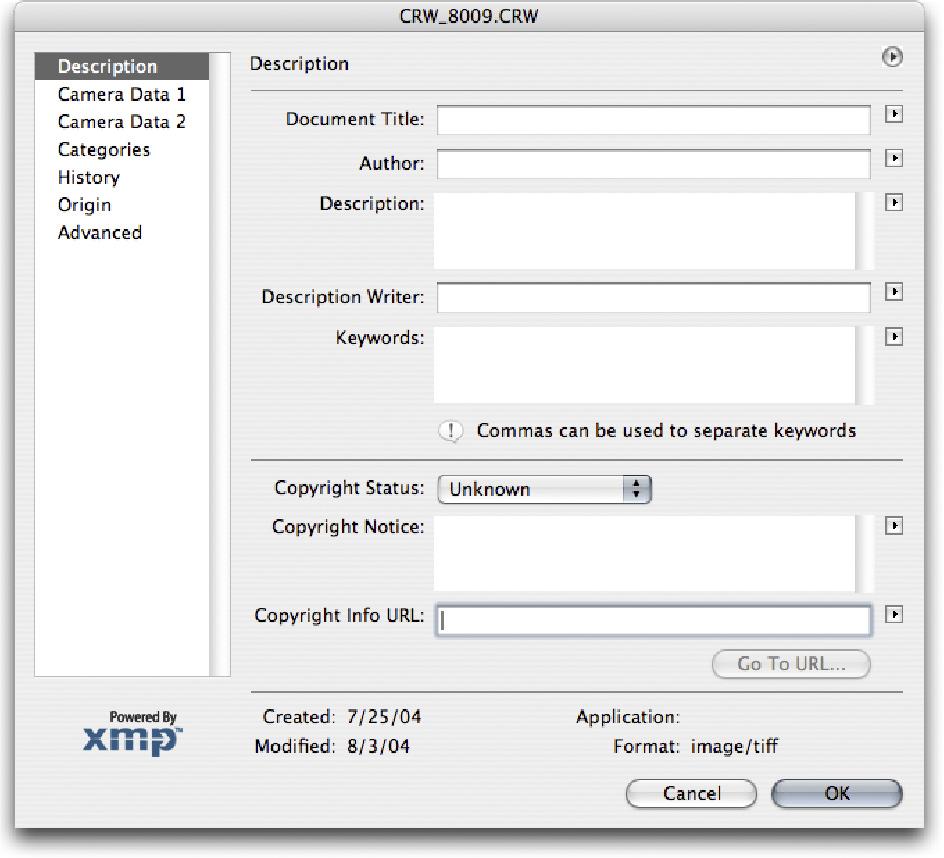 CRW_8009.CRW
Description
Camera Data 1
Camera Data 2
Categories
History
Origin
Advanced
Description
Document Title:
Author:
Description:
Description Writer:
Keywords:
! Commas can be used to separate keywords
Copyright Status: Unknown
Copyright Notice:
Copyright Info URL:
Go To URL...
Powered By
xmp™
Created: 7/25/04 Application:
Modified: 8/3/04 Format: image/tiff
Cancel OK